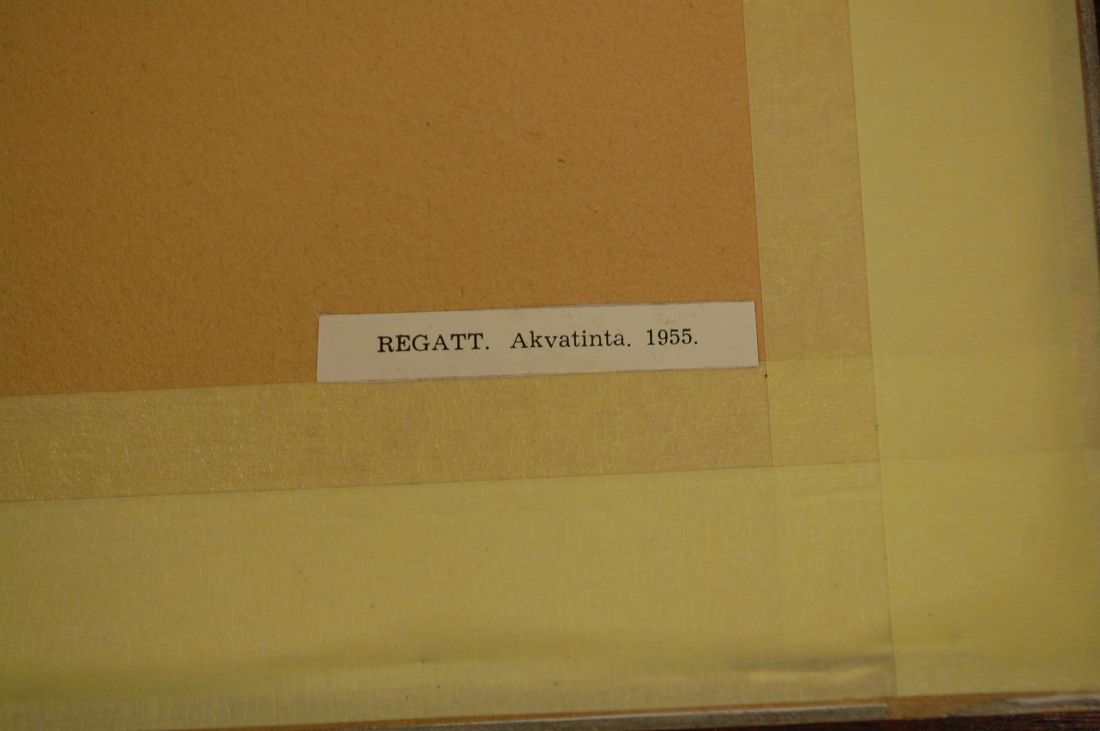 REGATT. Akvatinta. 1955.